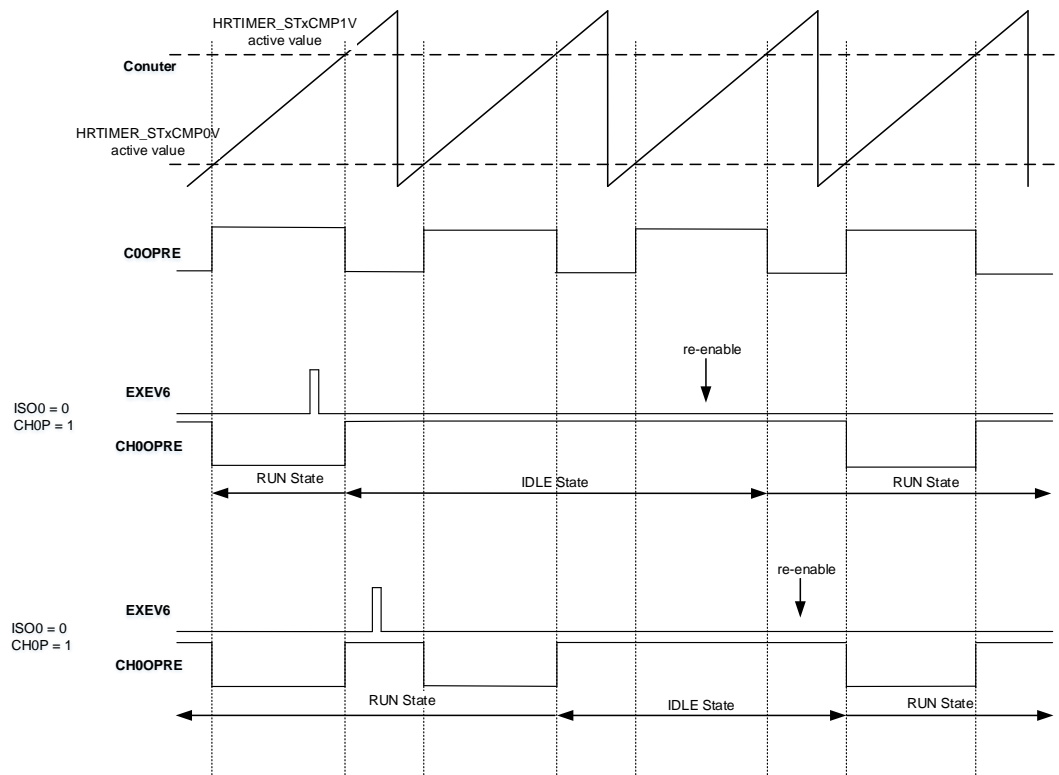 HRTIMER_STxCMP1V
active value
Conuter
HRTIMER_STxCMP0V
active value
C0OPRE
re-enable
EXEV6
ISO0 = 0
CH0P = 1
CH0OPRE
RUN State
IDLE State
RUN State
re-enable
EXEV6
ISO0 = 0
CH0P = 1
CH0OPRE
RUN State
IDLE State
RUN State